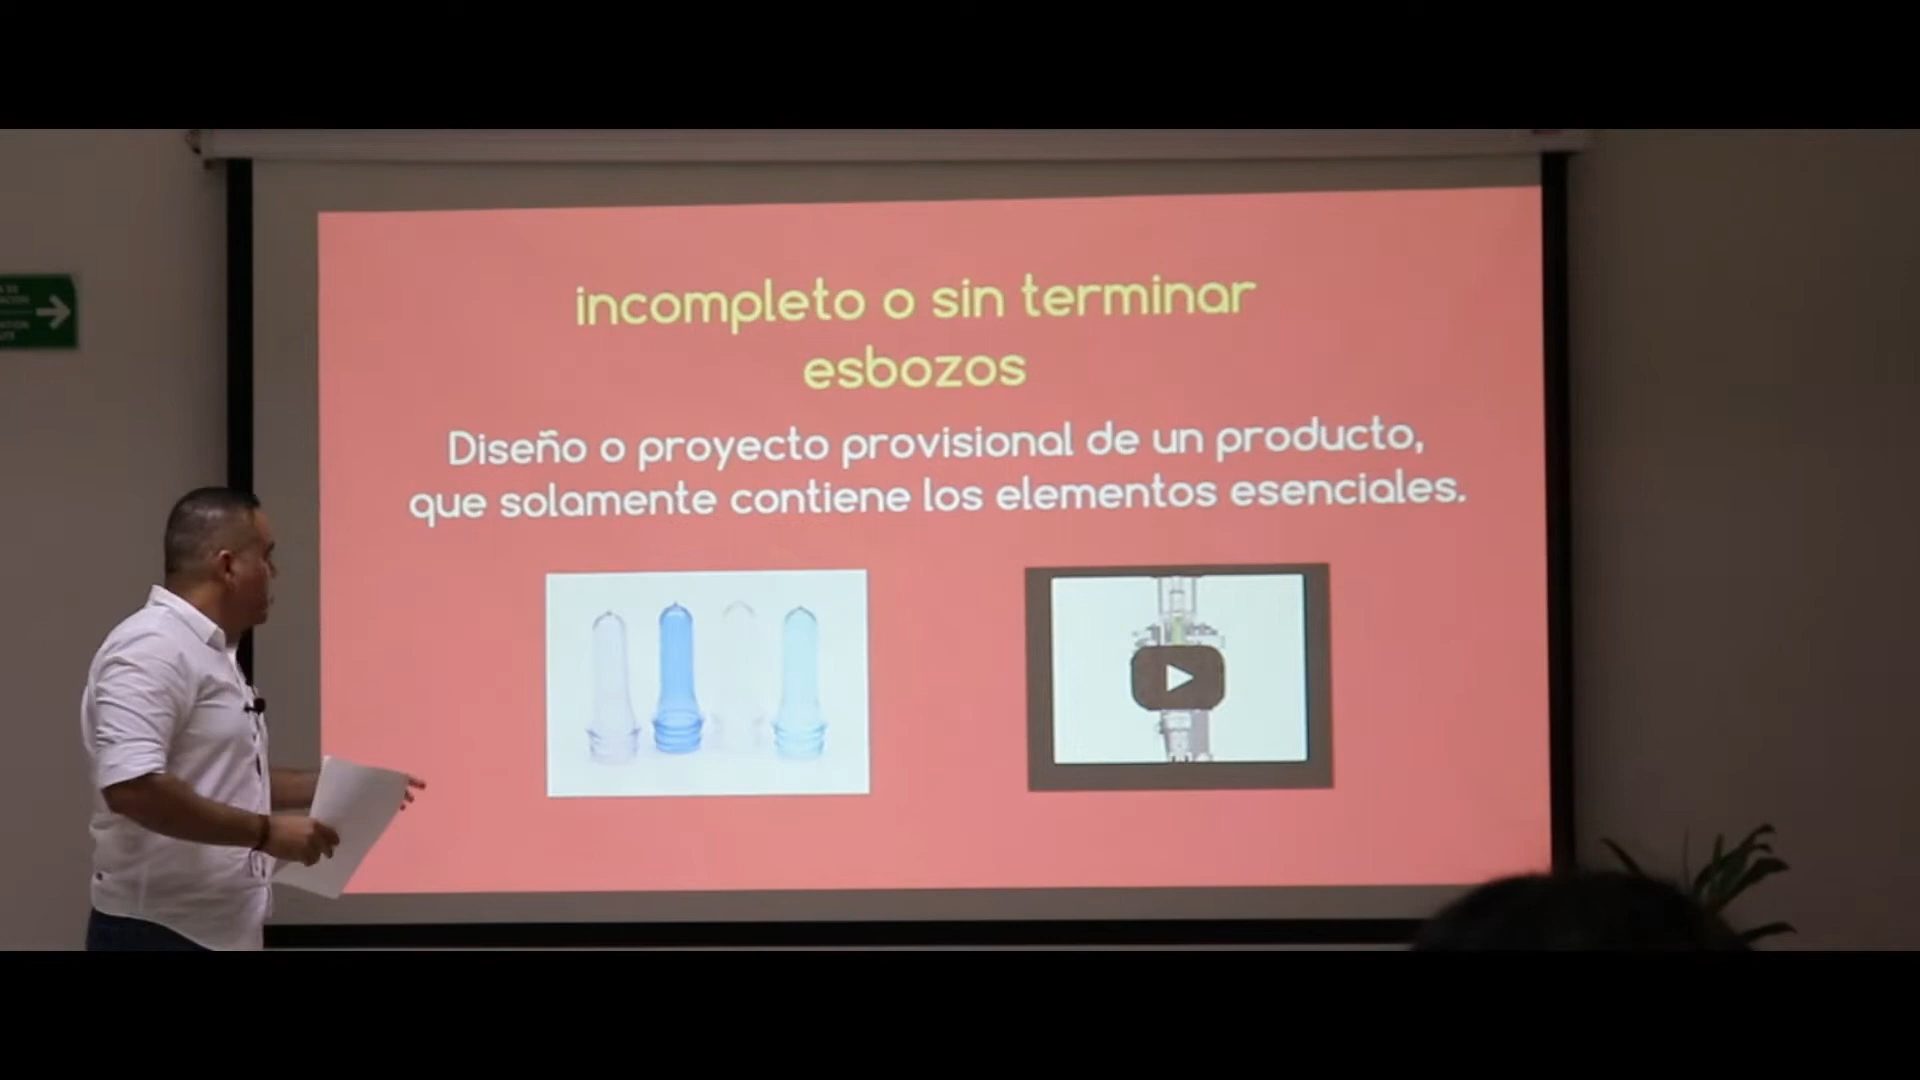 incompleto o sin terminar
esbozos
Diseño o proyecto provisional de un producto,
que solamente contiene los elementos esenciales.